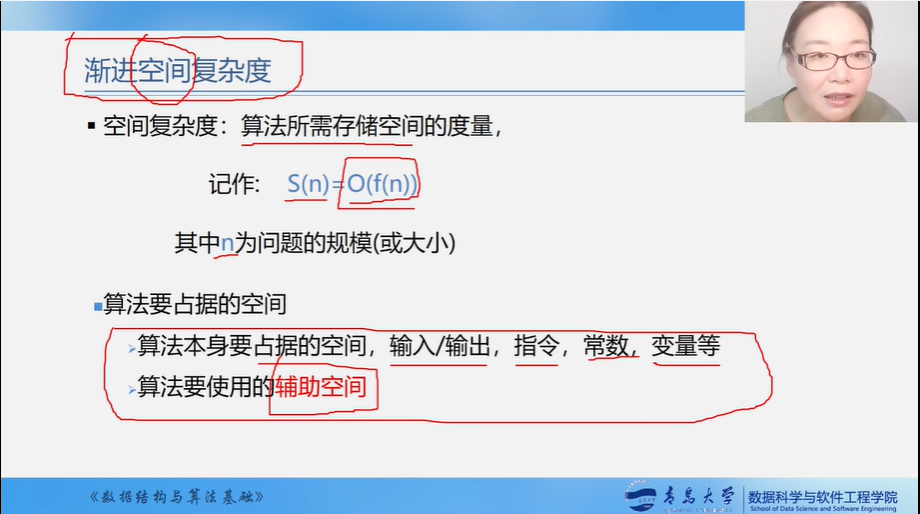 渐进空间复杂度
▪ 空间复杂度：算法所需存储空间的度量，
记作: S(n)=O(f(n))
其中n为问题的规模(或大小)
■算法要占据的空间
➢算法本身要占据的空间，输入/输出，指令，常数，变量等
➢算法要使用的辅助空间
《数据结构与算法基础》
青岛大学
数据科学与软件工程学院
School of Data Science and Software Engineering